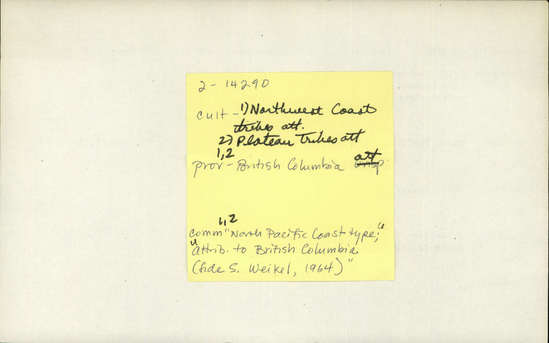 2-14290
cult-1) Northwest Coast
tribes att.
2) Plateau Tribes att
1,2
prov-British Columbia att
1,2
comm "North Pacific Coast type;"
"attrib. to British Columbia
(fide S. Weikel, 1964)"